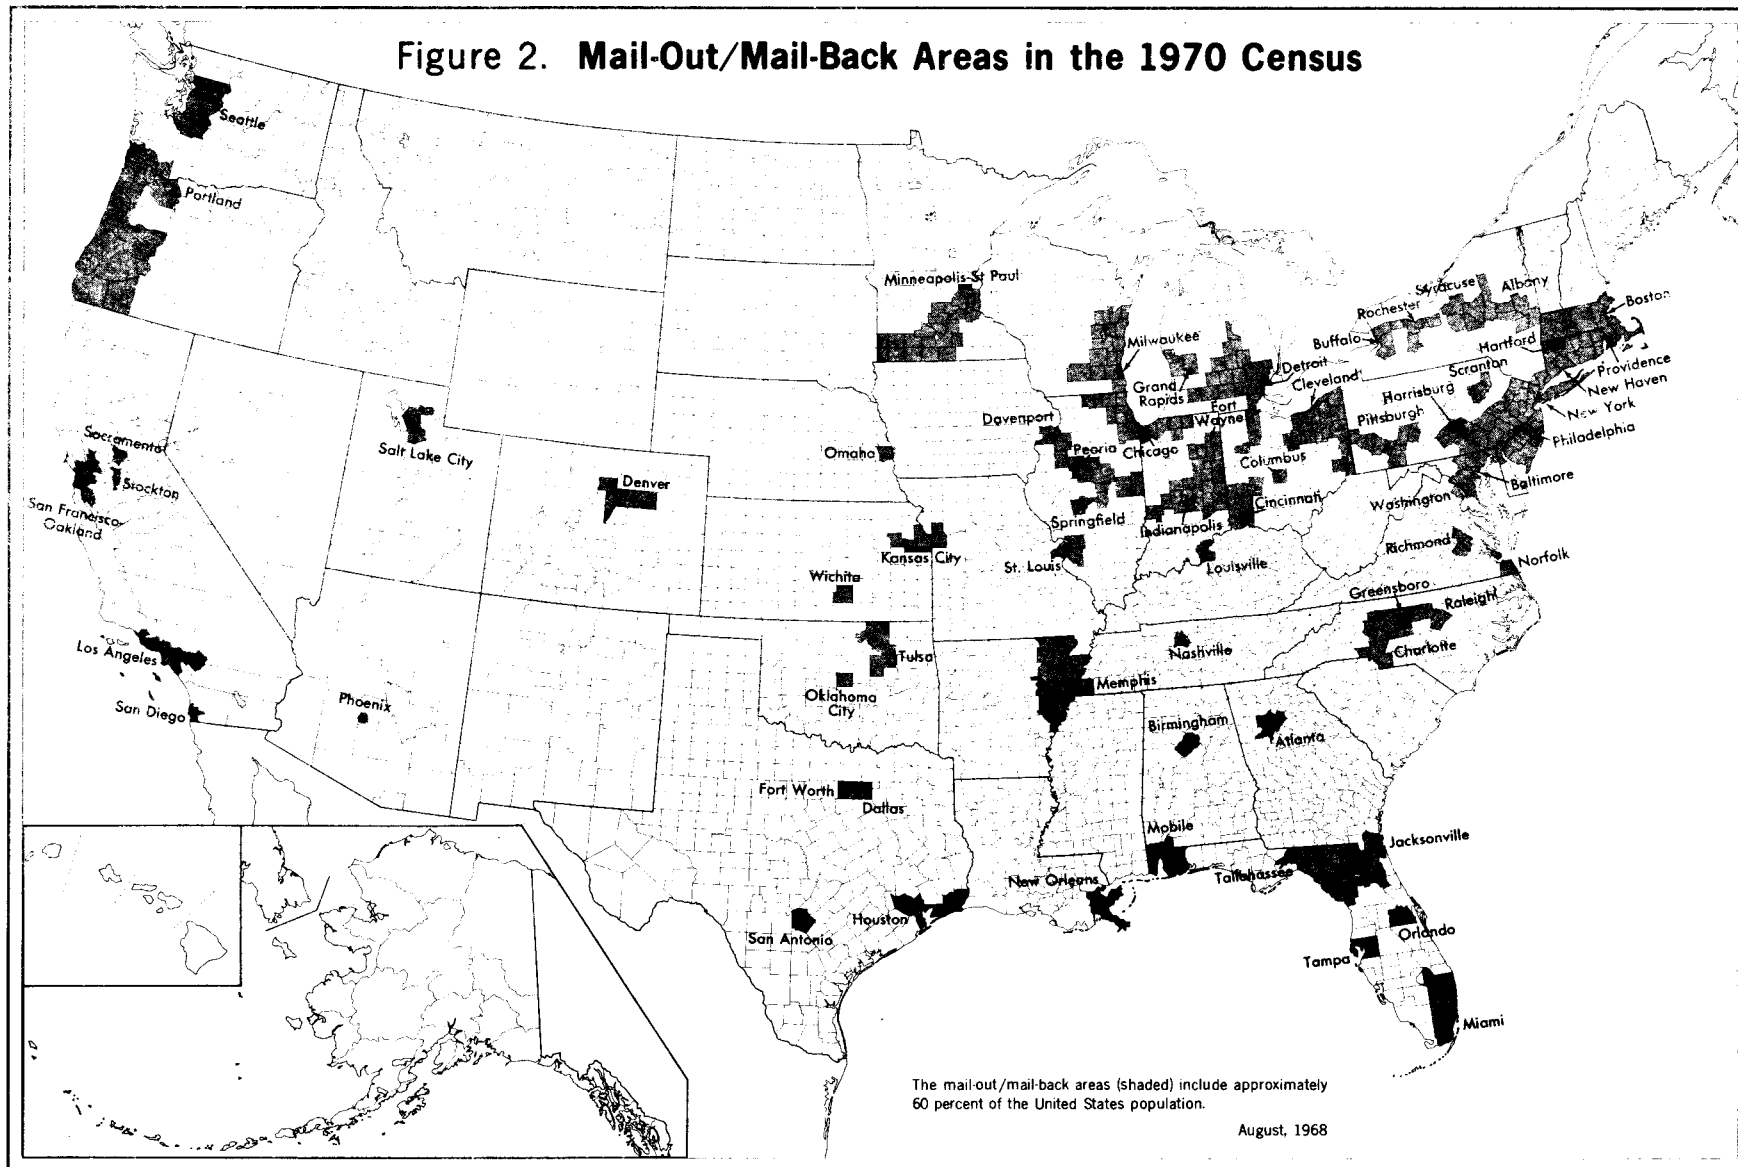 Figure 2. Mail-Out/Mail-Back Areas in the 1970 Census
Seattle
Portland
Minneapolis-St Paul
Syracuse
Albany
Boston
Rochester
Buffalo
Milwaukee
Hartford
Detroit
Scranton
Providence
Cleveland
New Haven
Grand
Rapids
Harrisburg
New York
Fort
Wayne
Davenport
Pittsburgh
Philadelphia
Sacramento
Salt Lake City
Omaha
Peoria
Chicago
Columbus
Stockton
Denver
Baltimore
San Francisco-
Oakland
Cincinnati
Washington
Springfield
Indianapolis
Kansas City
Richmond
St. Louis
Louisville
Norfolk
Wichita
Greensboro
Raleigh
Los Angeles
Tulsa
Nashville
Charlotte
Memphis
Oklahoma
City
Phoenix
San Diego
Birmingham
Atlanta
Fort Worth
Dallas
Mobile
Jacksonville
Tallahassee
New Orleans
Houston
San Antonio
Orlando
Tampa
Miami
The mail-out/mail-back areas (shaded) include approximately
60 percent of the United States population.
August, 1968